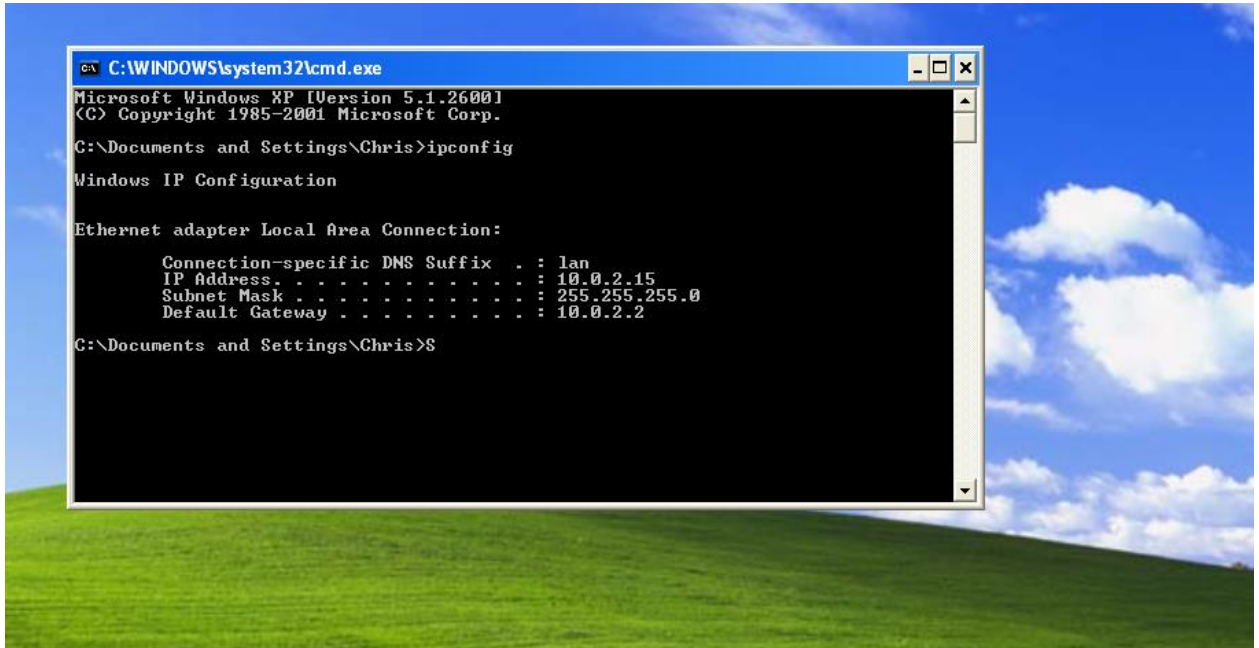 C:\WINDOWS\system32\cmd.exe
Microsoft Windows XP [Version 5.1.2600]
(C) Copyright 1985-2001 Microsoft Corp.
C:\Documents and Settings\Chris>ipconfig
Windows IP Configuration
Ethernet adapter Local Area Connection:
Connection-specific DNS Suffix . : lan
IP Address. . . . . . . . . . . . : 10.0.2.15
Subnet Mask . . . . . . . . . . . : 255.255.255.0
Default Gateway . . . . . . . . . : 10.0.2.2
C:\Documents and Settings\Chris>S